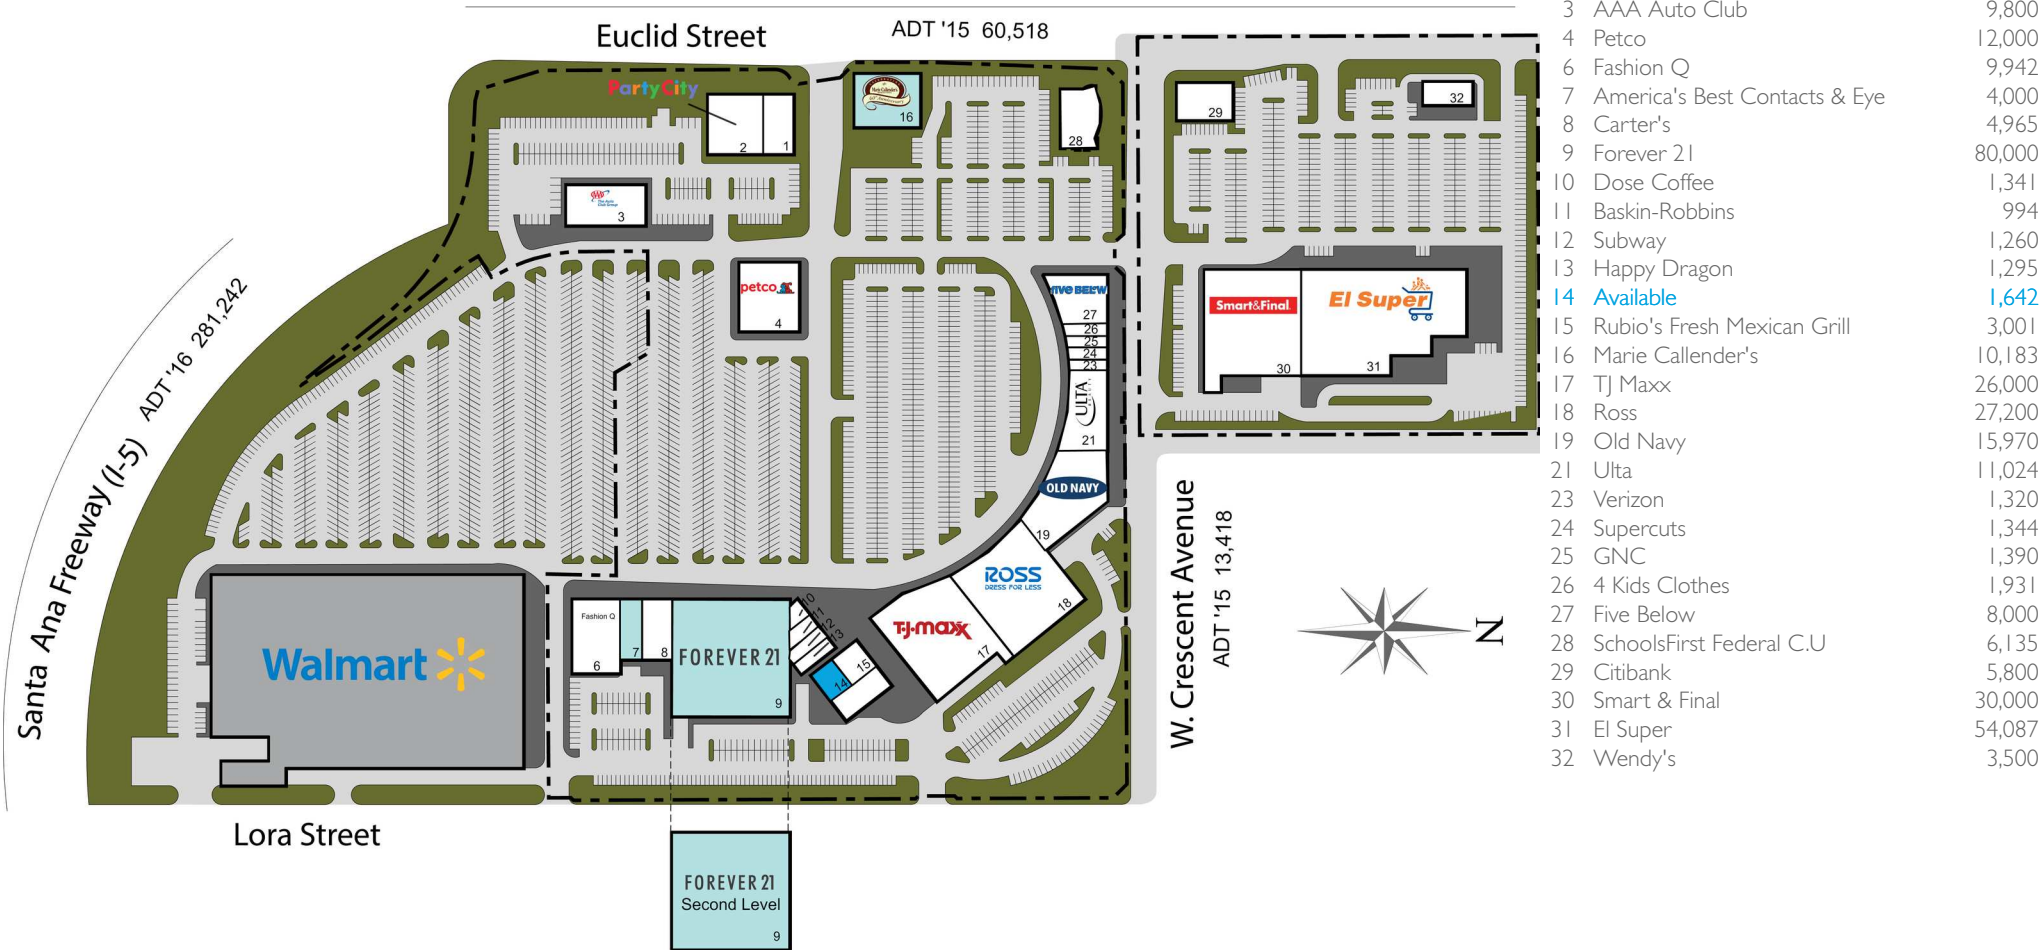 Euclid Street
ADT '15 60,518
Party City
2
1
Marie Callender's
16
28
29
32
AAA
The Auto Club Group
3
petco
4
FIVE BELOW
27
26
25
24
23
ULTA
21
OLD NAVY
19
Smart&Final.
30
El Super
31
Santa Ana Freeway (I-5) ADT '16 281,242
Walmart
Fashion Q
6
7
8
FOREVER 21
9
10
11
12
13
14
15
T.J.maxx
17
ROSS
DRESS FOR LESS
18
W. Crescent Avenue
ADT '15 13,418
N
Lora Street
FOREVER 21
Second Level
9
3 AAA Auto Club 9,800
4 Petco 12,000
6 Fashion Q 9,942
7 America's Best Contacts & Eye 4,000
8 Carter's 4,965
9 Forever 21 80,000
10 Dose Coffee 1,341
11 Baskin-Robbins 994
12 Subway 1,260
13 Happy Dragon 1,295
14 Available 1,642
15 Rubio's Fresh Mexican Grill 3,001
16 Marie Callender's 10,183
17 TJ Maxx 26,000
18 Ross 27,200
19 Old Navy 15,970
21 Ulta 11,024
23 Verizon 1,320
24 Supercuts 1,344
25 GNC 1,390
26 4 Kids Clothes 1,931
27 Five Below 8,000
28 SchoolsFirst Federal C.U 6,135
29 Citibank 5,800
30 Smart & Final 30,000
31 El Super 54,087
32 Wendy's 3,500